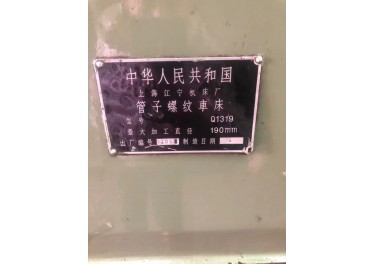 中华人民共和国
上海江宁机床厂
管子螺纹車床
型号 Q1319
最大加工直径 190mm
出厂编号 制造日期